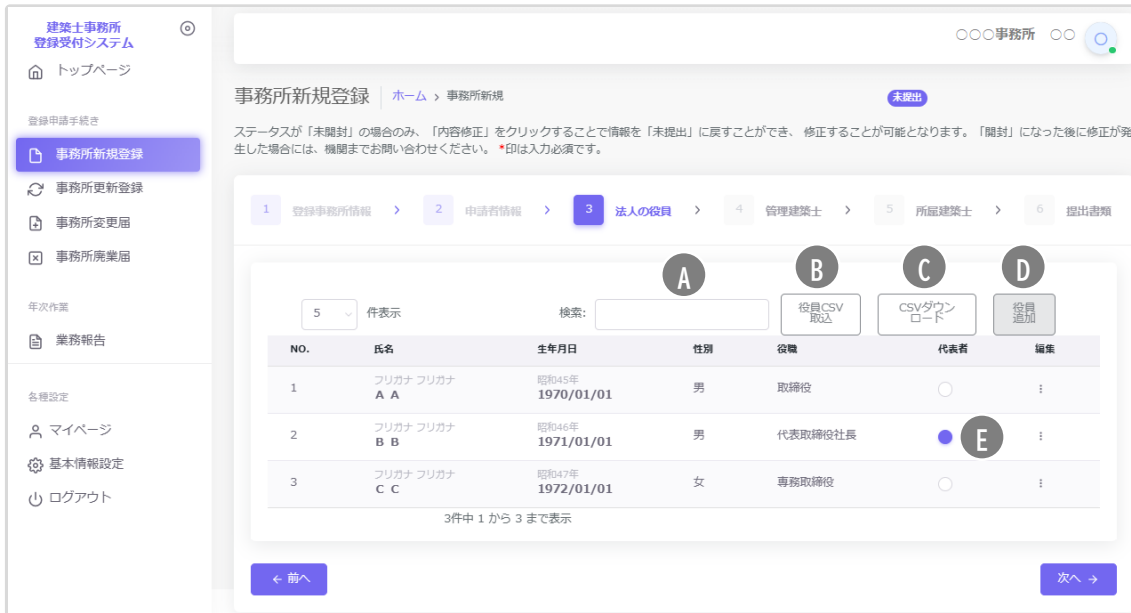 建築士事務所
登録受付システム
○○○事務所 ○○
トップページ
登録申請手続き
事務所新規登録
事務所更新登録
事務所変更届
事務所廃業届
年次作業
業務報告
各種設定
マイページ
基本情報設定
ログアウト
事務所新規登録 ホーム > 事務所新規 未提出
ステータスが「未開封」の場合のみ、「内容修正」をクリックすることで情報を「未提出」に戻すことができ、 修正することが可能となります。「開封」になった後に修正が発
生した場合には、機関までお問い合わせください。 *印は入力必須です。
1 登録事務所情報 > 2 申請者情報 > 3 法人の役員 > 4 管理建築士 > 5 所属建築士 > 6 提出書類
A B C D
5 件表示 検索: 役員CSV取込 CSVダウンロード 役員追加
NO. 氏名 生年月日 性別 役職 代表者 編集
フリガナ フリガナ 昭和45年
1 A A 1970/01/01 男 取締役
フリガナ フリガナ 昭和46年
2 B B 1971/01/01 男 代表取締役社長 E
フリガナ フリガナ 昭和47年
3 C C 1972/01/01 女 専務取締役
3件中 1 から 3 まで表示
← 前へ 次へ →